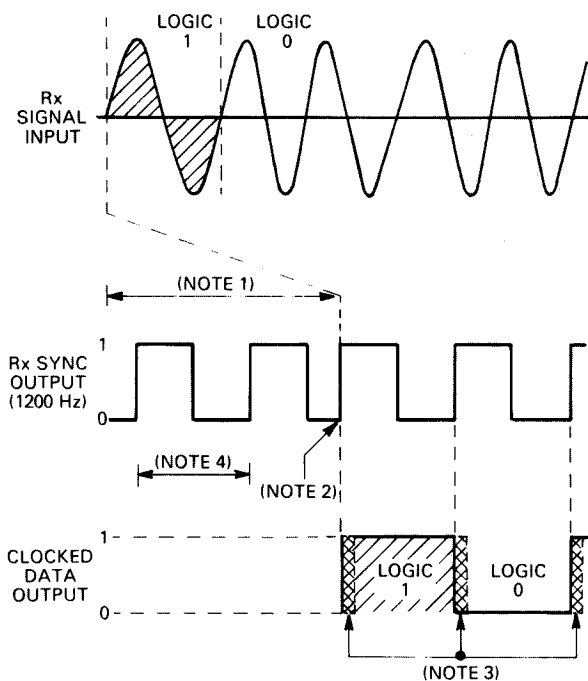 LOGIC
1
LOGIC
0
Rx
SIGNAL
INPUT
(NOTE 1)
1
Rx SYNC
OUTPUT
(1200 Hz)
0
(NOTE 4)
(NOTE 2)
1
CLOCKED
DATA
OUTPUT
0
LOGIC
1
LOGIC
0
(NOTE 3)